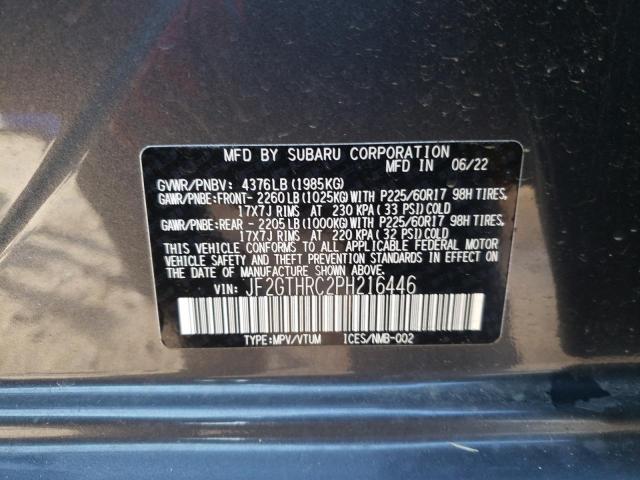 MFD BY SUBARU CORPORATION
MFD IN 06/22
GVWR/PNBV: 4376LB(1985KG)
GAWR/PNBE:FRONT- 2260LB(1025KG)WITH P225/60R17 98H TIRES,
17X7J RIMS AT 230 KPA (33 PSI)COLD
GAWR/PNBE:REAR - 2205LB(1000KG)WITH P225/60R17 98H TIRES,
17X7J RIMS AT 220 KPA (32 PSI)COLD
THIS VEHICLE CONFORMS TO ALL APPLICABLE FEDERAL MOTOR
VEHICLE SAFETY AND THEFT PREVENTION STANDARDS IN EFFECT ON
THE DATE OF MANUFACTURE SHOWN ABOVE.
VIN: JF2GTHRC2PH216446
TYPE:MPV/VTUM ICES/NMB-002